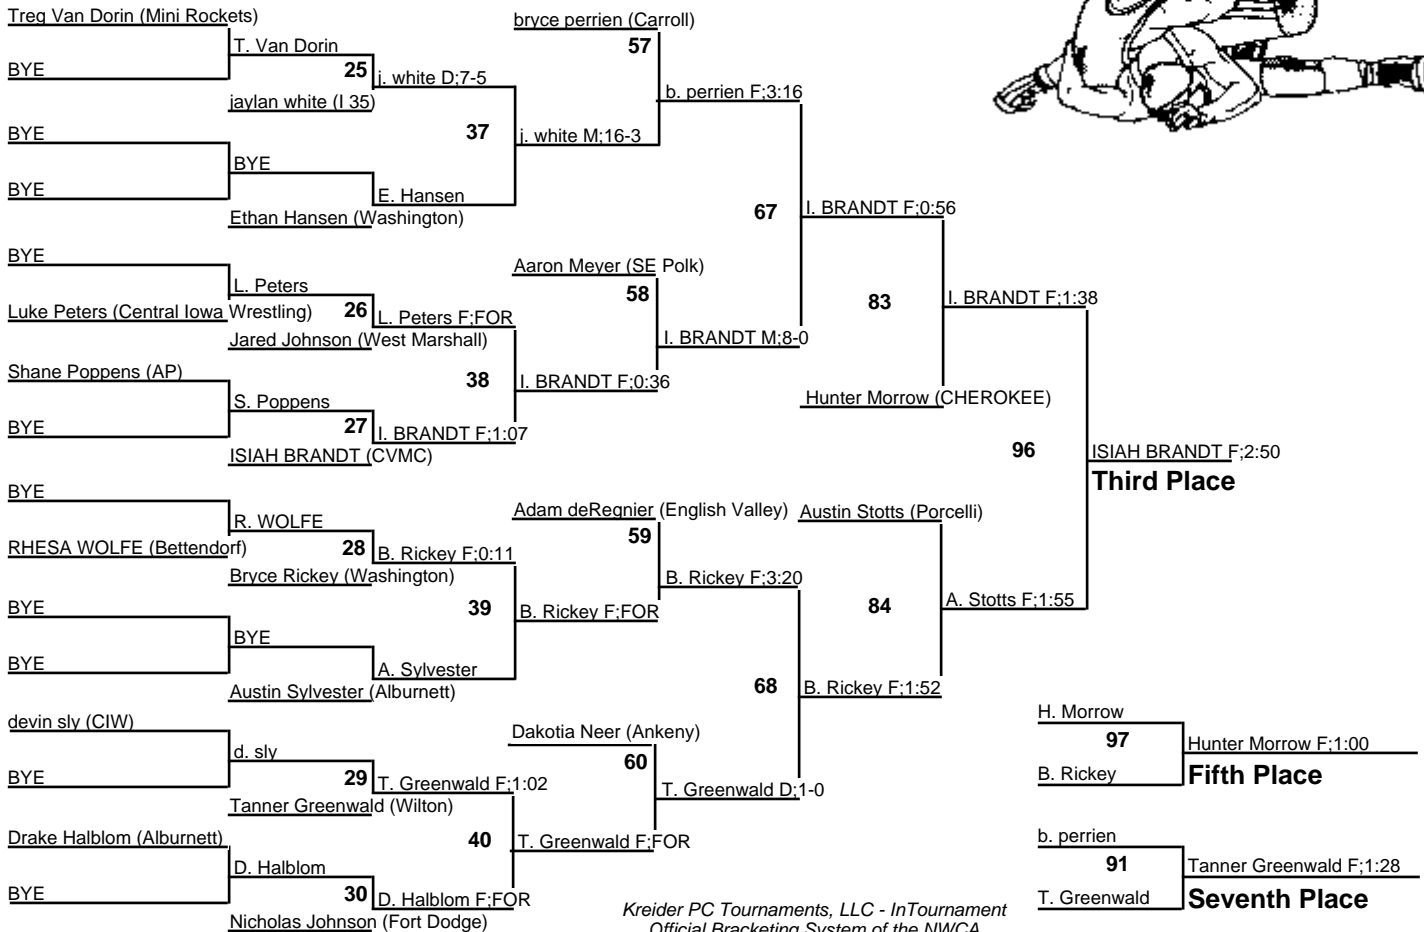 Treg Van Dorin (Mini Rockets)
bryce perrien (Carroll)
57
T. Van Dorin
BYE
25
j. white D;7-5
b. perrien F;3:16
jaylan white (I 35)
BYE
37
j. white M;16-3
BYE
BYE
E. Hansen
Ethan Hansen (Washington)
67
I. BRANDT F;0:56
BYE
Aaron Meyer (SE Polk)
L. Peters
58
83
I. BRANDT F;1:38
Luke Peters (Central Iowa Wrestling)
26
L. Peters F;FOR
Jared Johnson (West Marshall)
I. BRANDT M;8-0
Shane Poppens (AP)
38
I. BRANDT F;0:36
S. Poppens
Hunter Morrow (CHEROKEE)
BYE
27
I. BRANDT F;1:07
ISIAH BRANDT (CVMC)
96
ISIAH BRANDT F;2:50
Third Place
BYE
R. WOLFE
Adam deRegnier (English Valley)
Austin Stotts (Porcelli)
59
RHESA WOLFE (Bettendorf)
28
B. Rickey F;0:11
Bryce Rickey (Washington)
B. Rickey F;3:20
BYE
39
B. Rickey F;FOR
84
A. Stotts F;1:55
BYE
BYE
A. Sylvester
Austin Sylvester (Alburnett)
68
B. Rickey F;1:52
devin sly (CIW)
Dakotia Neer (Ankeny)
H. Morrow
97
Hunter Morrow F;1:00
d. sly
60
BYE
29
T. Greenwald F;1:02
B. Rickey
Fifth Place
Tanner Greenwald (Wilton)
T. Greenwald D;1-0
Drake Halblom (Alburnett)
40
T. Greenwald F;FOR
b. perrien
D. Halblom
91
Tanner Greenwald F;1:28
BYE
30
D. Halblom F;FOR
T. Greenwald
Seventh Place
Nicholas Johnson (Fort Dodge)
Kreider PC Tournaments, LLC - InTournament
Official Bracketing System of the NWCA